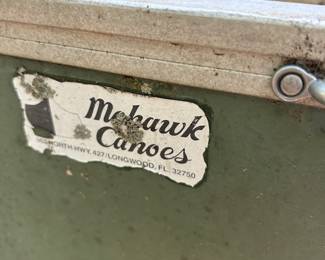 Mohawk
Canoes
NORTH HWY. 427/LONGWOOD, FL. 32750